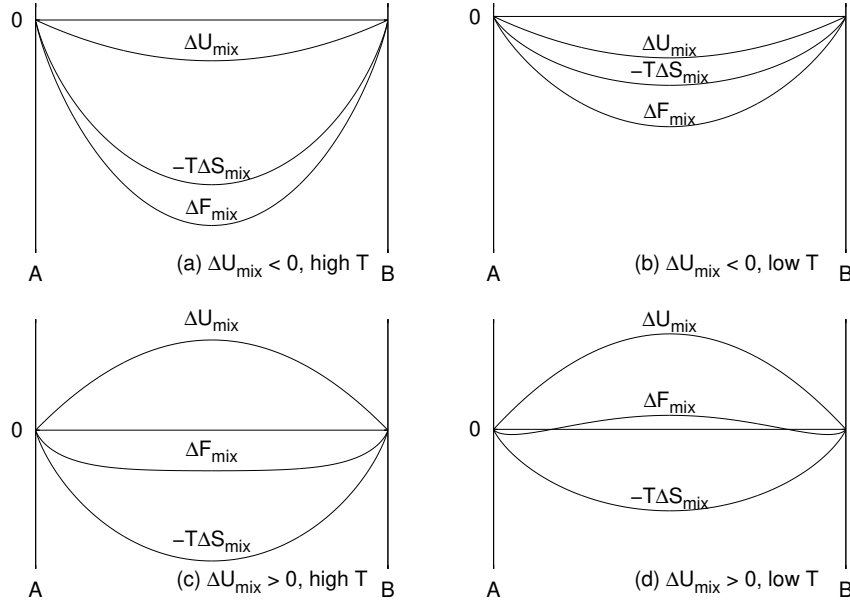 0
ΔU_mix
−TΔS_mix
ΔF_mix
(a) ΔU_mix < 0, high T
A
B
0
ΔU_mix
−TΔS_mix
ΔF_mix
(b) ΔU_mix < 0, low T
A
B
ΔU_mix
0
ΔF_mix
−TΔS_mix
(c) ΔU_mix > 0, high T
A
B
ΔU_mix
ΔF_mix
0
−TΔS_mix
(d) ΔU_mix > 0, low T
A
B